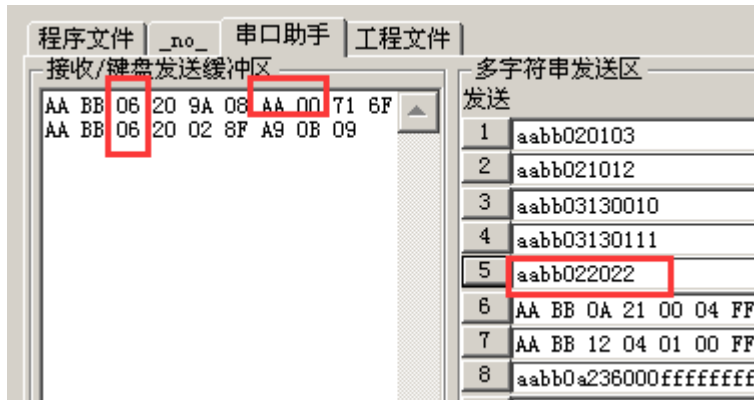 程序文件 _no_ 串口助手 工程文件
接收/键盘发送缓冲区
AA BB 06 20 9A 08 AA 00 71 6F
AA BB 06 20 02 8F A9 0B 09
多字符串发送区
发送
1 aabb020103
2 aabb021012
3 aabb03130010
4 aabb03130111
5 aabb022022
6 AA BB 0A 21 00 04 FF
7 AA BB 12 04 01 00 FF
8 aabb0a236000ffffffff